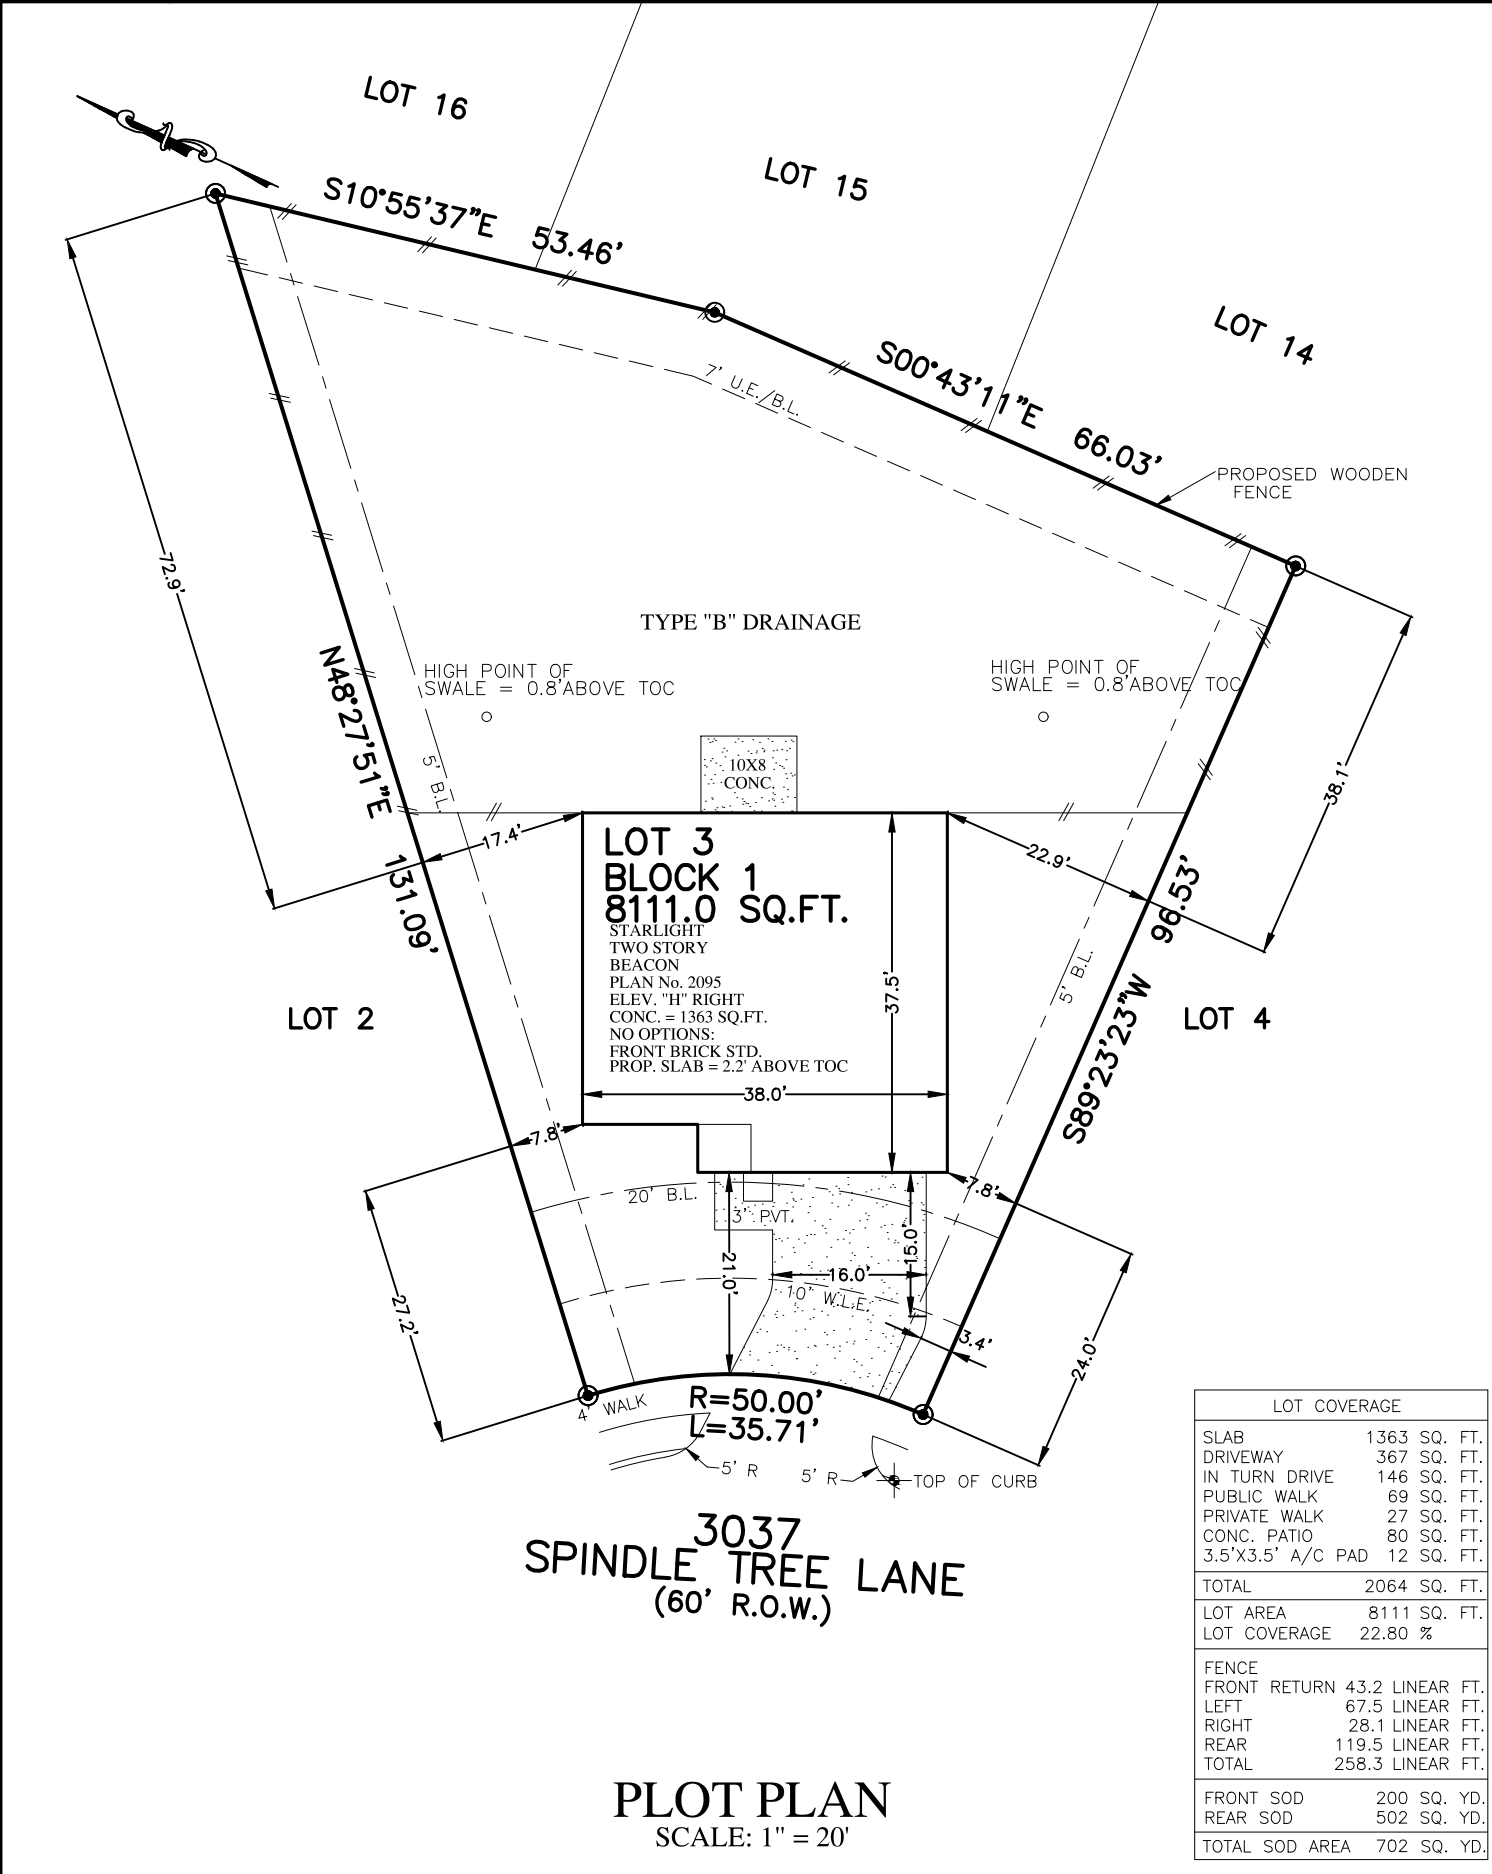 LOT 16
LOT 15
LOT 14
S10°55'37"E 53.46'
S00°43'11"E 66.03'
7' U.E./B.L.
PROPOSED WOODEN
FENCE
72.9'
TYPE "B" DRAINAGE
HIGH POINT OF
SWALE = 0.8'ABOVE TOC
HIGH POINT OF
SWALE = 0.8'ABOVE TOC
N48°27'51"E 131.09'
5' B.L.
10X8
CONC.
38.1'
17.4'
22.9'
LOT 3
BLOCK 1
8111.0 SQ.FT.
STARLIGHT
TWO STORY
BEACON
PLAN No. 2095
ELEV. "H" RIGHT
CONC. = 1363 SQ.FT.
NO OPTIONS:
FRONT BRICK STD.
PROP. SLAB = 2.2' ABOVE TOC
37.5'
38.0'
S89°23'23"W 96.53'
5' B.L.
LOT 2
LOT 4
7.8'
7.8'
20' B.L.
3' PVT.
21.0'
15.0'
16.0'
10' W.L.E.
27.2'
3.4'
24.0'
4' WALK
R=50.00'
L=35.71'
5' R
5' R
TOP OF CURB
3037
SPINDLE TREE LANE
(60' R.O.W.)
LOT COVERAGE
SLAB 1363 SQ. FT.
DRIVEWAY 367 SQ. FT.
IN TURN DRIVE 146 SQ. FT.
PUBLIC WALK 69 SQ. FT.
PRIVATE WALK 27 SQ. FT.
CONC. PATIO 80 SQ. FT.
3.5'X3.5' A/C PAD 12 SQ. FT.
TOTAL 2064 SQ. FT.
LOT AREA 8111 SQ. FT.
LOT COVERAGE 22.80 %
FENCE
FRONT RETURN 43.2 LINEAR FT.
LEFT 67.5 LINEAR FT.
RIGHT 28.1 LINEAR FT.
REAR 119.5 LINEAR FT.
TOTAL 258.3 LINEAR FT.
FRONT SOD 200 SQ. YD.
REAR SOD 502 SQ. YD.
TOTAL SOD AREA 702 SQ. YD.
PLOT PLAN
SCALE: 1" = 20'